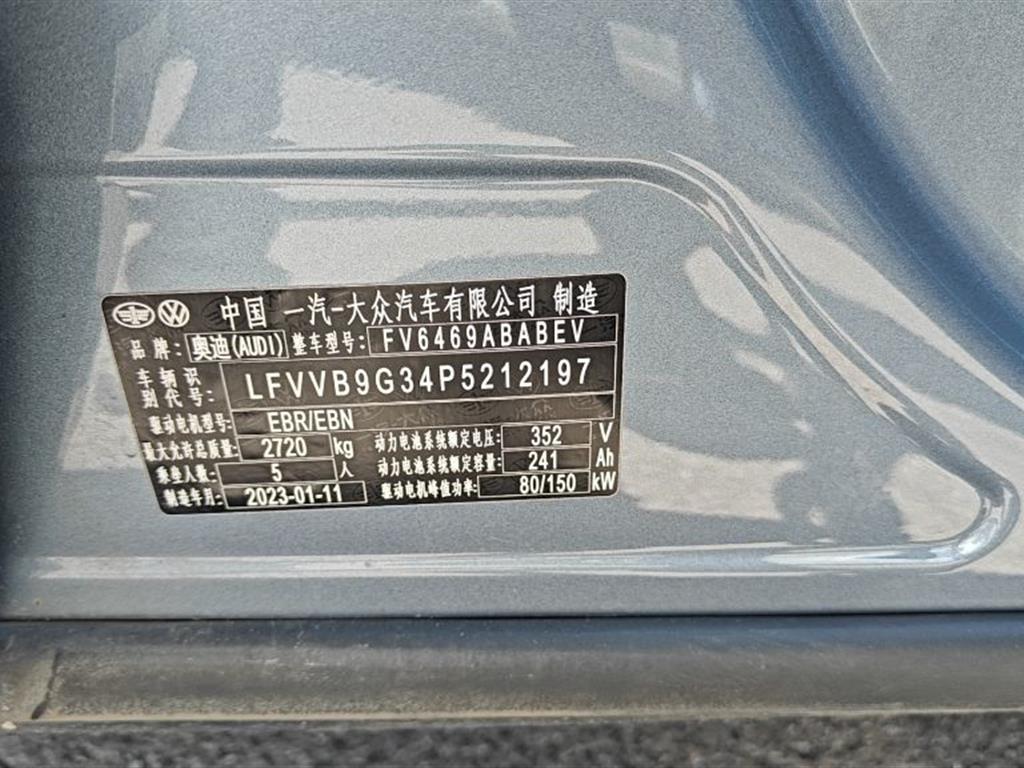 中国 一汽-大众汽车有限公司 制造
品牌: 奥迪(AUDI) 整车型号: FV6469ABABEV
车辆识别代号: LFVVB9G34P5212197
驱动电机型号: EBR/EBN
最大允许总质量: 2720 kg 动力电池系统额定电压: 352 V
乘坐人数: 5 人 动力电池系统额定容量: 241 Ah
制造年月: 2023-01-11 驱动电机峰值功率: 80/150 kW